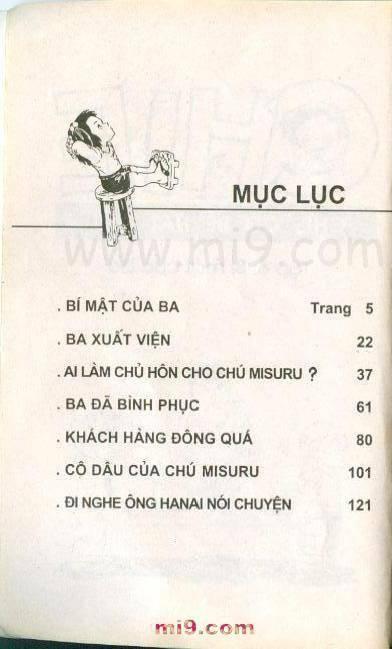 MỤC LỤC
www.mi9.com
. BÍ MẬT CỦA BA Trang 5
. BA XUẤT VIỆN 22
. AI LÀM CHỦ HÔN CHO CHÚ MISURU ? 37
. BA ĐÃ BÌNH PHỤC 61
. KHÁCH HÀNG ĐÔNG QUÁ 80
. CÔ DÂU CỦA CHÚ MISURU 101
. ĐI NGHE ÔNG HANAI NÓI CHUYỆN 121
mi9.com